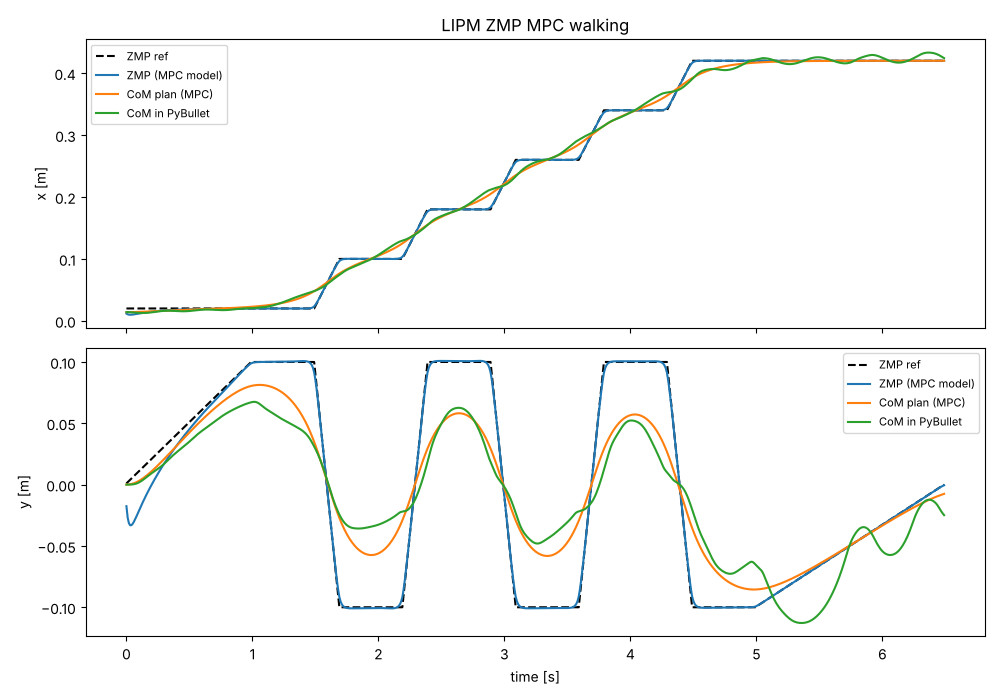 LIPM ZMP MPC walking
ZMP ref
ZMP (MPC model)
CoM plan (MPC)
CoM in PyBullet
0.4
0.3
0.2
0.1
0.0
x [m]
ZMP ref
ZMP (MPC model)
CoM plan (MPC)
CoM in PyBullet
0.10
0.05
0.00
−0.05
−0.10
y [m]
0 1 2 3 4 5 6
time [s]